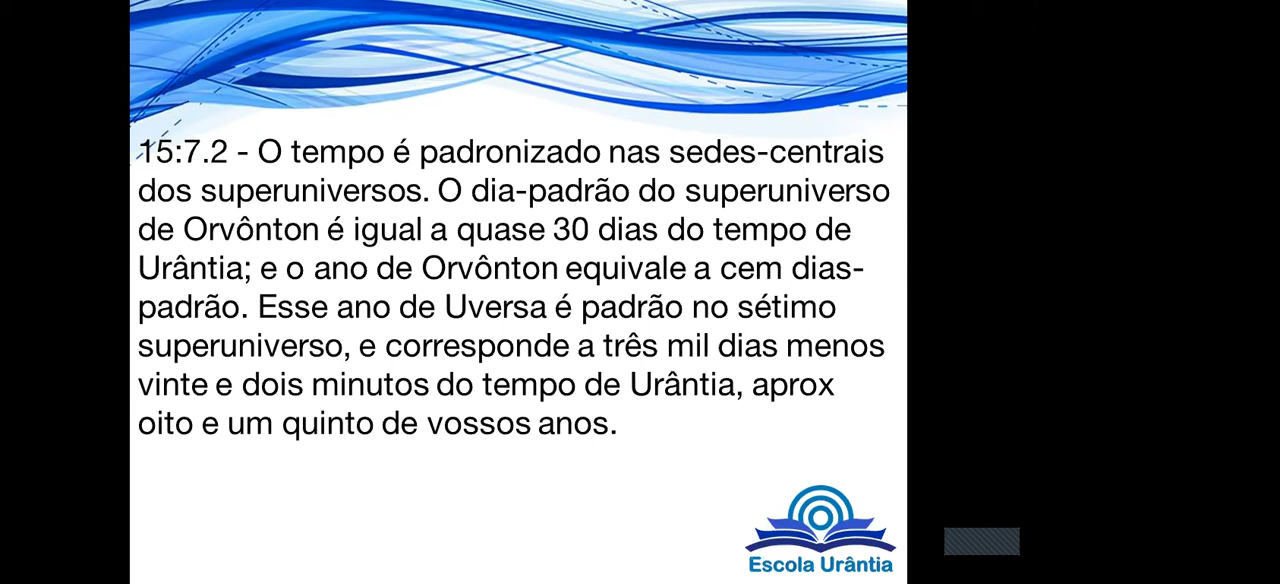 15:7.2 - O tempo é padronizado nas sedes-centrais
dos superuniversos. O dia-padrão do superuniverso
de Orvônton é igual a quase 30 dias do tempo de
Urântia; e o ano de Orvônton equivale a cem dias-
padrão. Esse ano de Uversa é padrão no sétimo
superuniverso, e corresponde a três mil dias menos
vinte e dois minutos do tempo de Urântia, aprox
oito e um quinto de vossos anos.
Escola Urântia